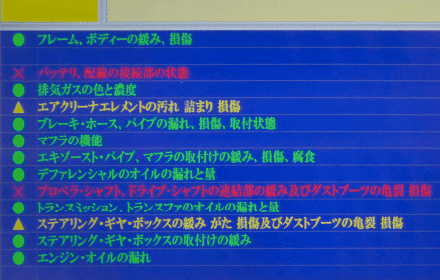 ● フレーム、ボディーの緩み、損傷
× バッテリ、配線の接続部の状態
● 排気ガスの色と濃度
▲ エアクリーナエレメントの汚れ 詰まり 損傷
● ブレーキ・ホース、パイプの漏れ、損傷、取付状態
● マフラの機能
● エキゾースト・パイプ、マフラの取付けの緩み、損傷、腐食
● デファレンシャルのオイルの漏れと量
× プロペラ・シャフト、ドライブ・シャフトの連結部の緩み及びダストブーツの亀裂 損傷
● トランスミッション、トランスファのオイルの漏れと量
▲ ステアリング・ギヤ・ボックスの緩み がた 損傷及びダストブーツの亀裂 損傷
● ステアリング・ギヤ・ボックスの取付けの緩み
● エンジン・オイルの漏れ